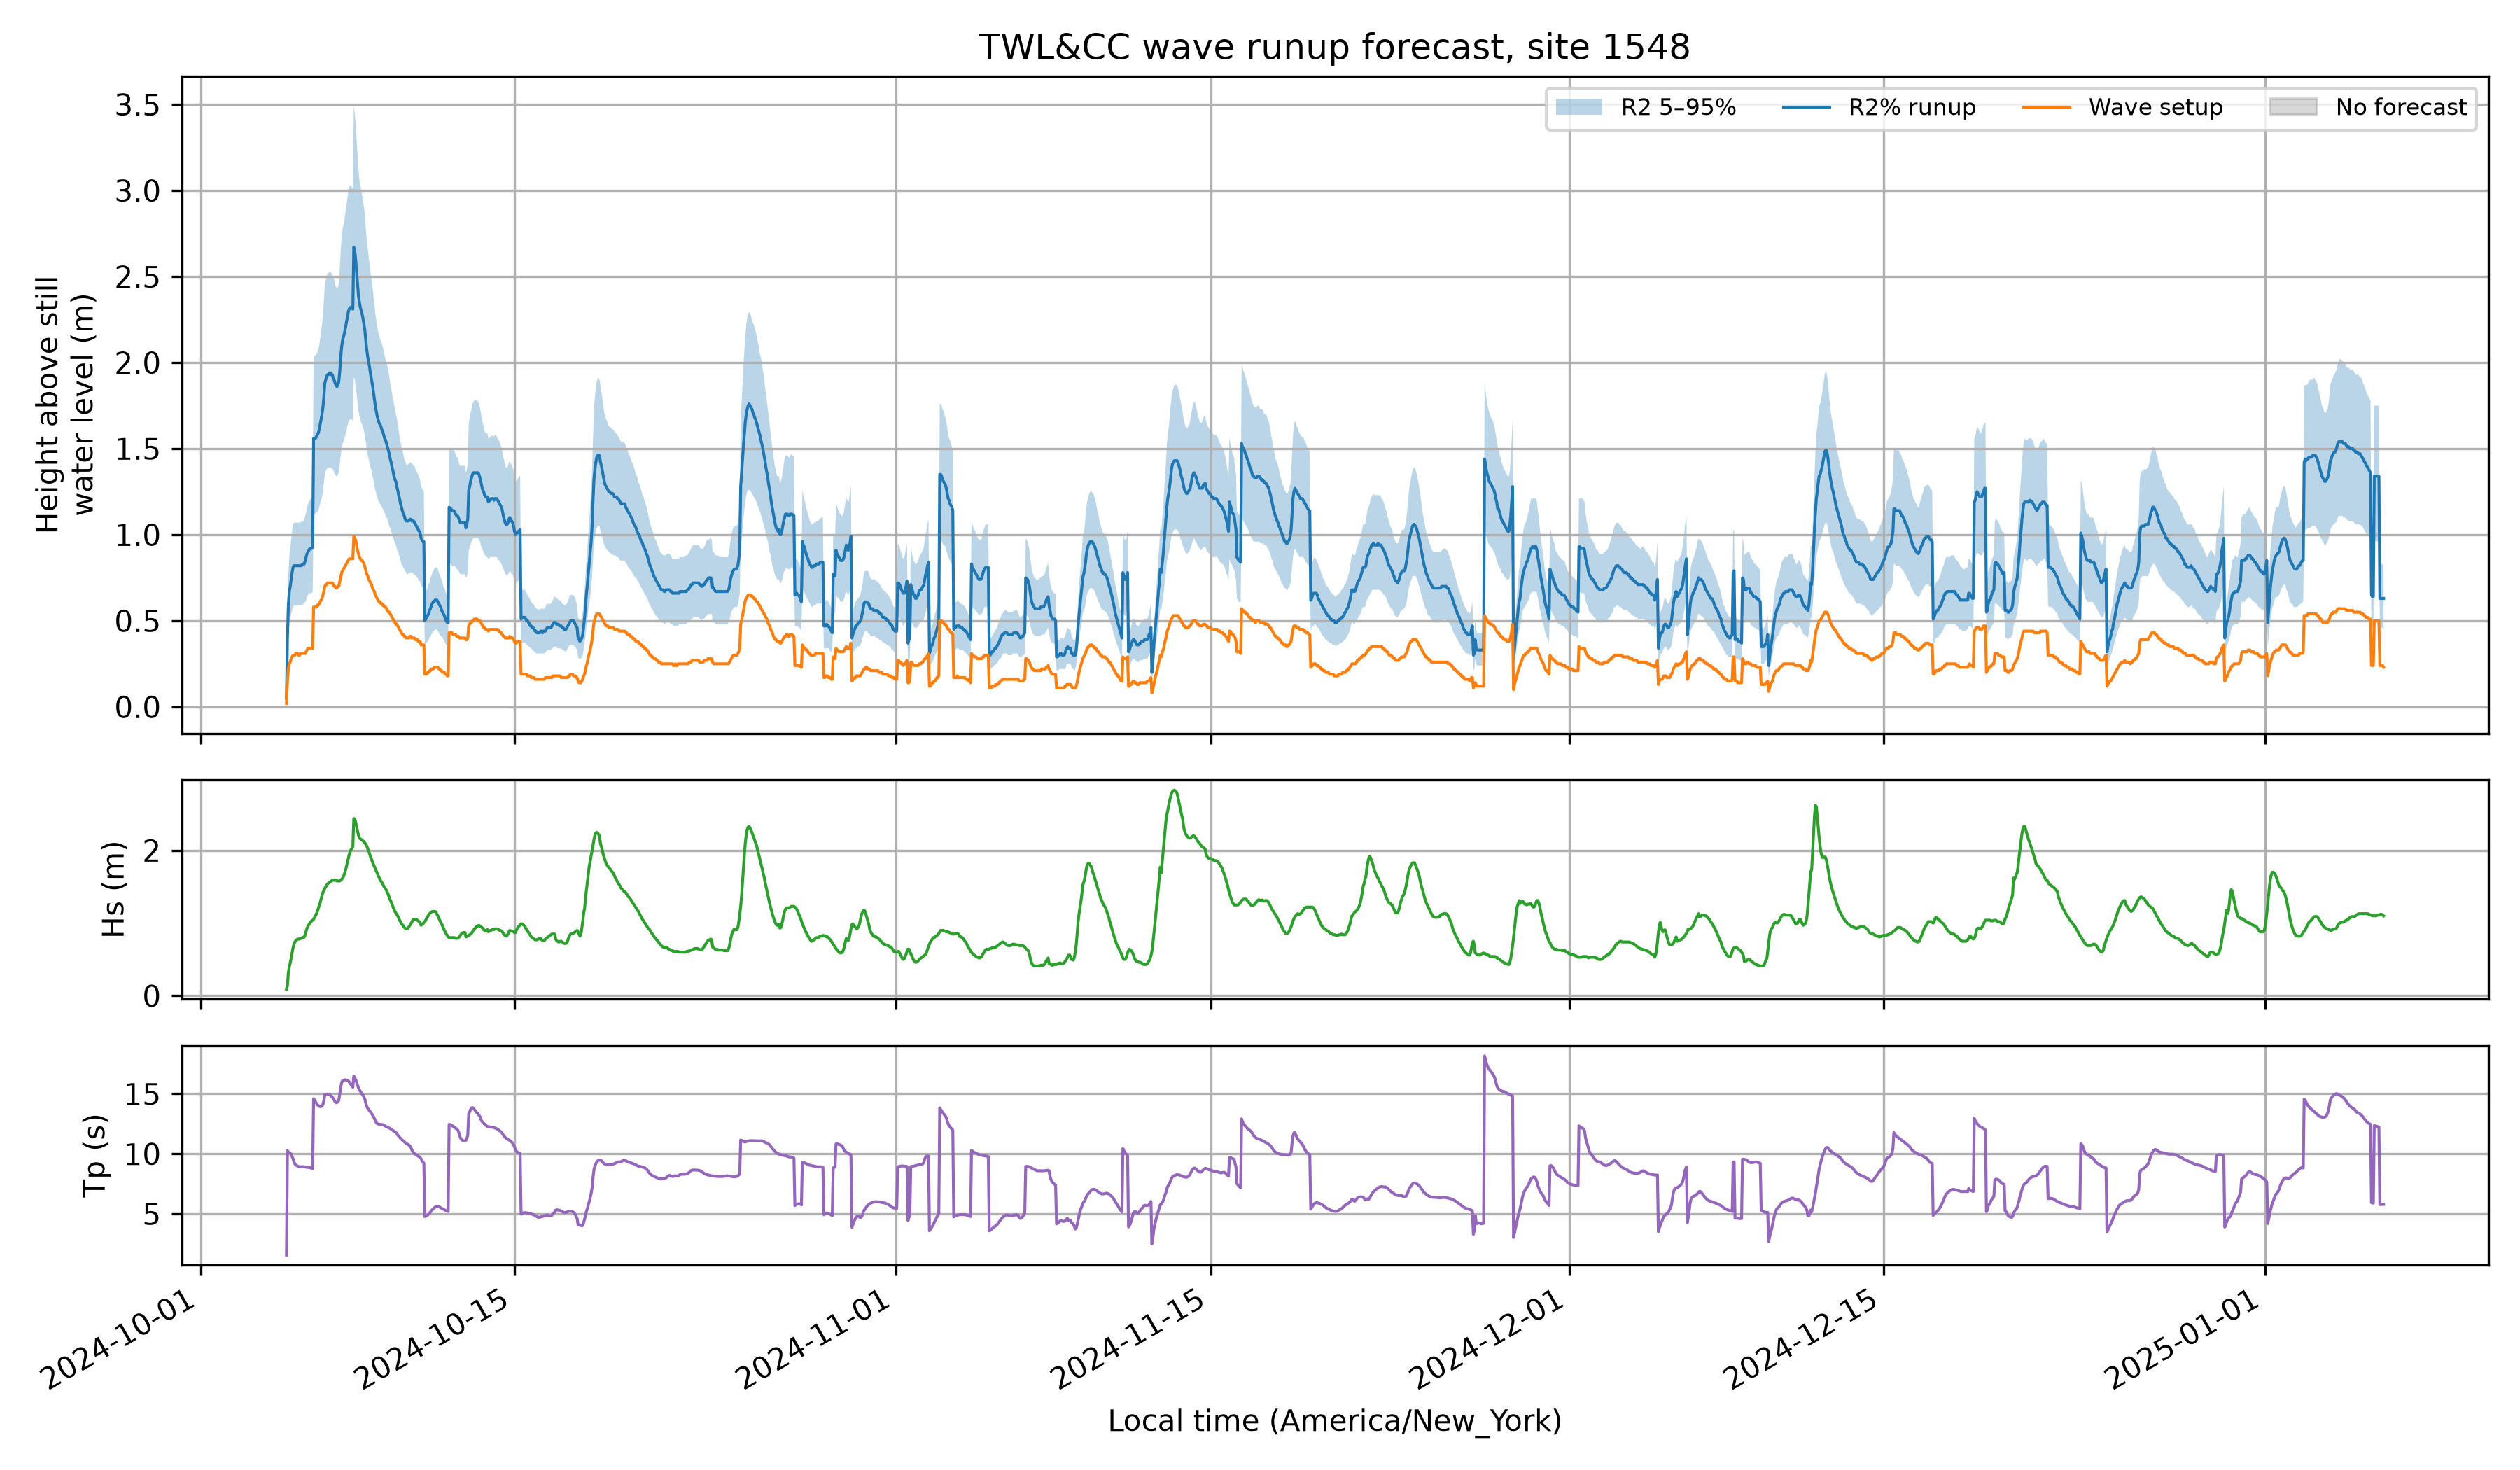 TWL&CC wave runup forecast, site 1548
R2 5–95%
R2% runup
Wave setup
No forecast
Height above still
water level (m)
3.5
3.0
2.5
2.0
1.5
1.0
0.5
0.0
Hs (m)
2
0
Tp (s)
15
10
5
2024-10-01
2024-10-15
2024-11-01
2024-11-15
2024-12-01
2024-12-15
2025-01-01
Local time (America/New_York)